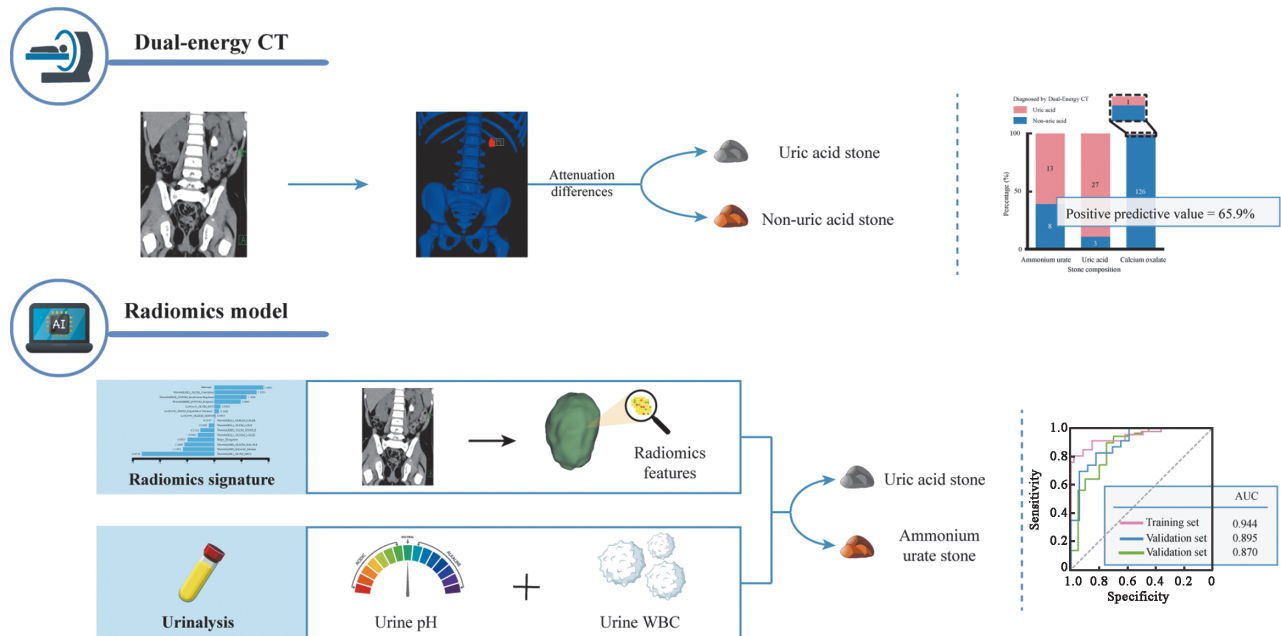 Dual-energy CT
Attenuation
differences
Uric acid stone
Non-uric acid stone
Diagnosed by Dual-Energy CT
Uric acid
Non-uric acid
1
100
50
0
Percentage (%)
13
27
126
8
3
Positive predictive value = 65.9%
Ammonium urate
Uric acid
Calcium oxalate
Stone composition
AI
Radiomics model
Radiomics signature
Radiomics
features
Urinalysis
ACIDIC
NEUTRAL
ALKALINE
Urine pH
+
Urine WBC
Uric acid stone
Ammonium
urate stone
Sensitivity
1.0
0.8
0.6
0.4
0.2
0
AUC
Training set 0.944
Validation set 0.895
Validation set 0.870
1.0 0.8 0.6 0.4 0.2 0
Specificity